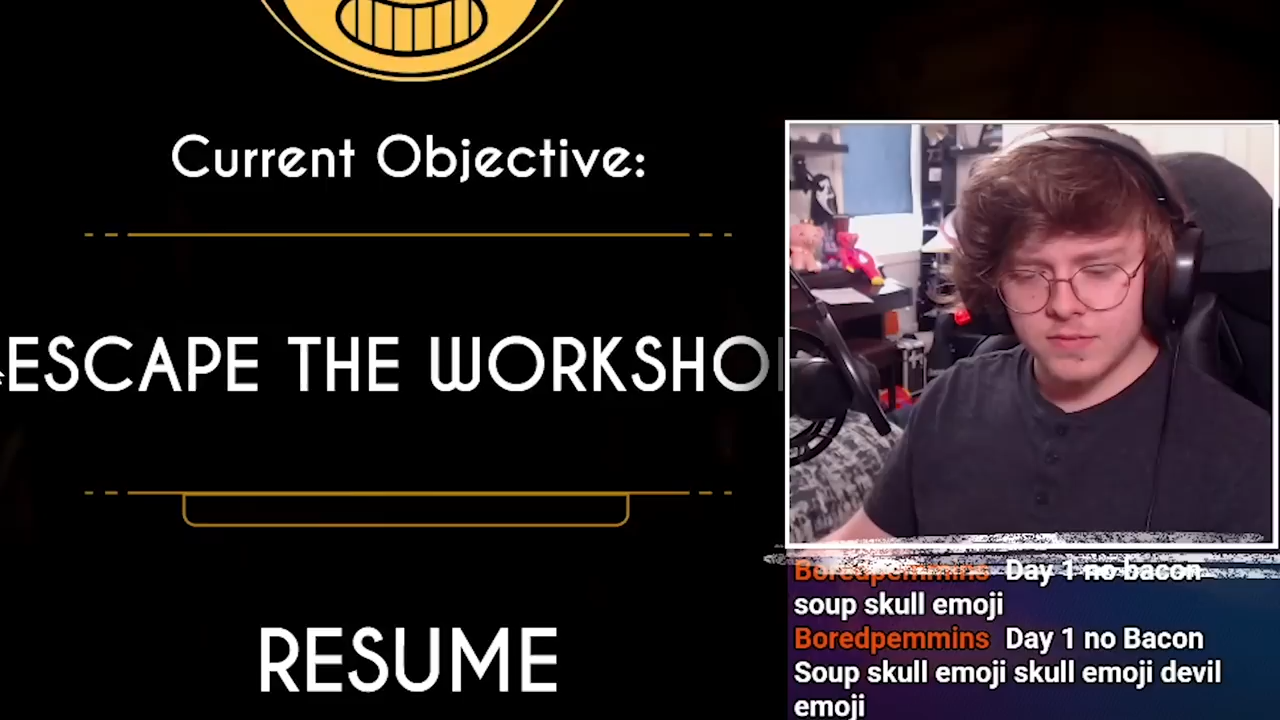 Current Objective:
ESCAPE THE WORKSHOP
RESUME
Boredpemmins Day 1 no bacon
soup skull emoji
Boredpemmins Day 1 no Bacon
Soup skull emoji skull emoji devil
emoji